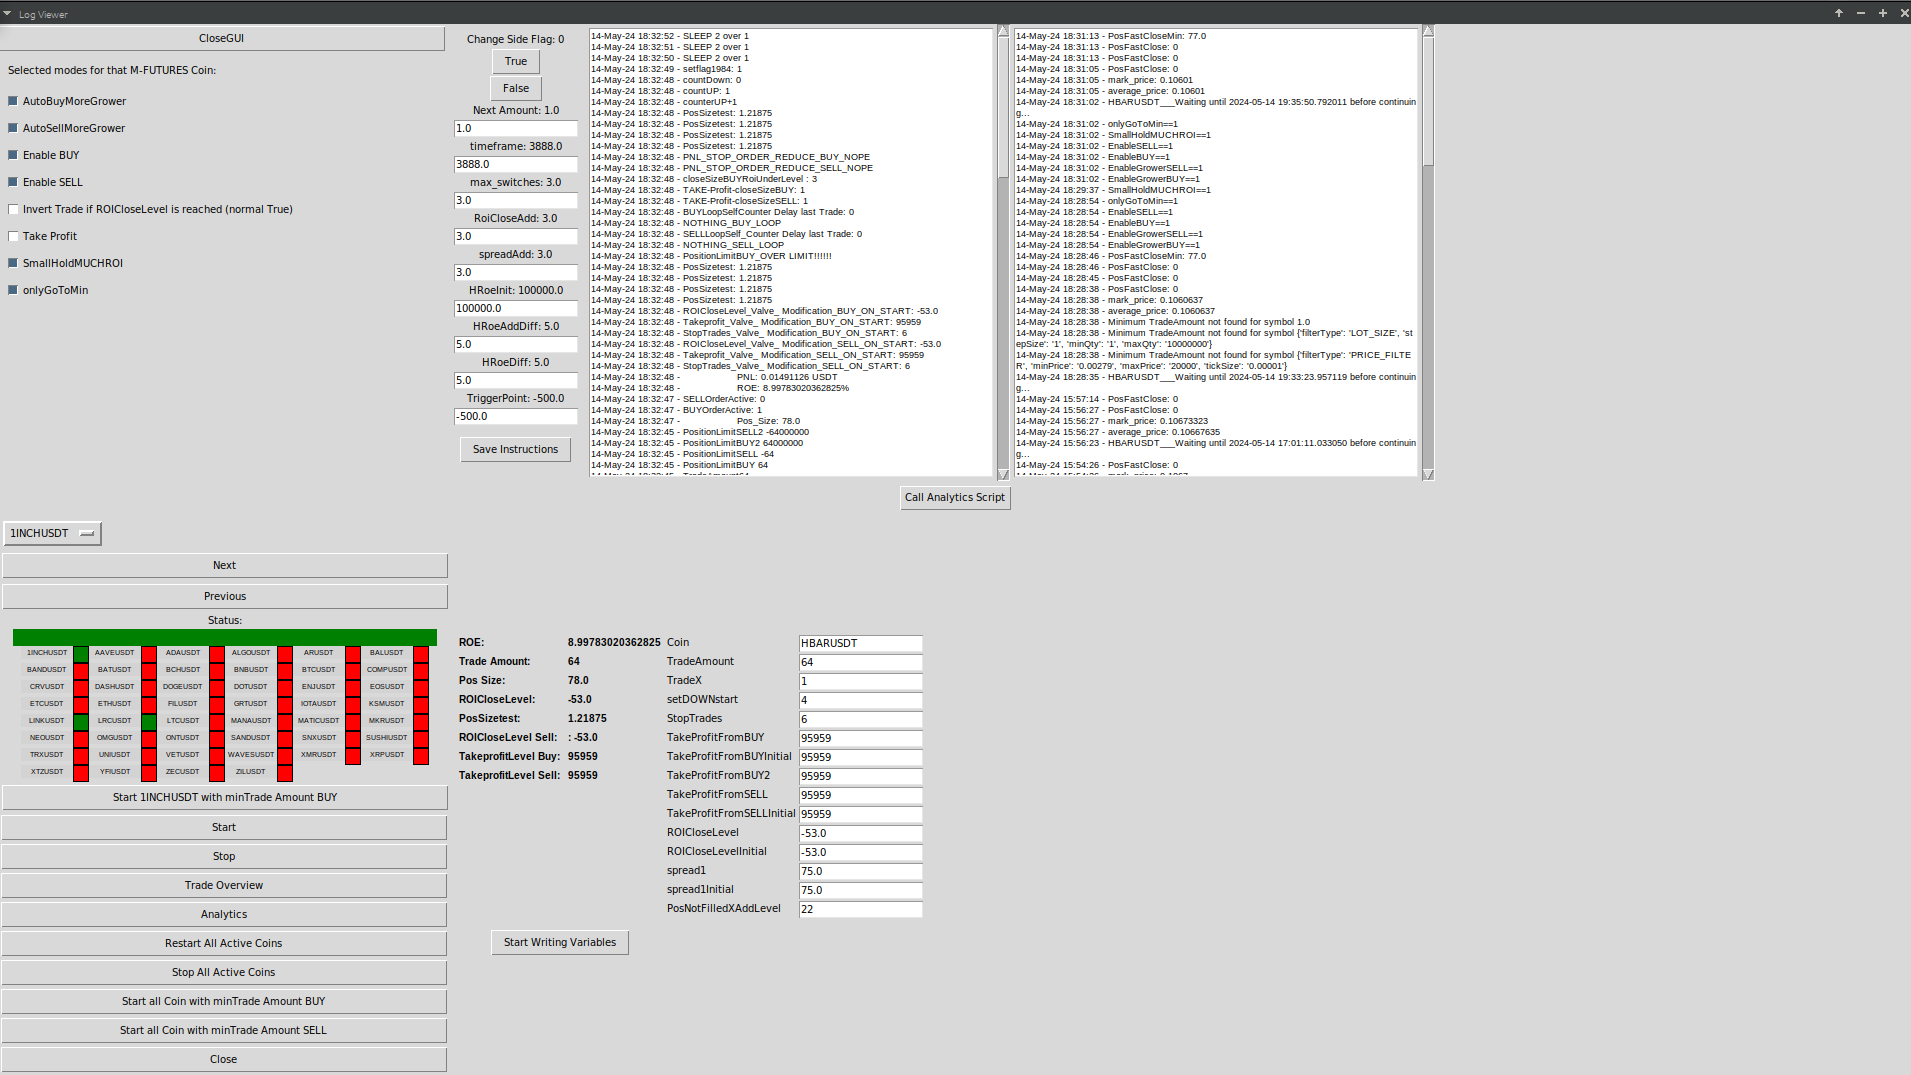 Log Viewer
CloseGUI
Selected modes for that M-FUTURES Coin:
AutoBuyMoreGrower
AutoSellMoreGrower
Enable BUY
Enable SELL
Invert Trade if ROICloseLevel is reached (normal True)
Take Profit
SmallHoldMUCHROI
onlyGoToMin
Change Side Flag: 0
True
False
Next Amount: 1.0
1.0
timeframe: 3888.0
3888.0
max_switches: 3.0
3.0
RoiCloseAdd: 3.0
3.0
spreadAdd: 3.0
3.0
HRoeInit: 100000.0
100000.0
HRoeAddDiff: 5.0
5.0
HRoeDiff: 5.0
5.0
TriggerPoint: -500.0
-500.0
Save Instructions
14-May-24 18:32:52 - SLEEP 2 over 1
14-May-24 18:32:51 - SLEEP 2 over 1
14-May-24 18:32:50 - SLEEP 2 over 1
14-May-24 18:32:49 - setflag1984: 1
14-May-24 18:32:48 - countDown: 0
14-May-24 18:32:48 - countUP: 1
14-May-24 18:32:48 - counterUP+1
14-May-24 18:32:48 - PosSizetest: 1.21875
14-May-24 18:32:48 - PosSizetest: 1.21875
14-May-24 18:32:48 - PosSizetest: 1.21875
14-May-24 18:32:48 - PosSizetest: 1.21875
14-May-24 18:32:48 - PNL_STOP_ORDER_REDUCE_BUY_NOPE
14-May-24 18:32:48 - PNL_STOP_ORDER_REDUCE_SELL_NOPE
14-May-24 18:32:48 - closeSizeBUYRoiUnderLevel : 3
14-May-24 18:32:48 - TAKE-Profit-closeSizeBUY: 1
14-May-24 18:32:48 - TAKE-Profit-closeSizeSELL: 1
14-May-24 18:32:48 - BUYLoopSelfCounter Delay last Trade: 0
14-May-24 18:32:48 - NOTHING_BUY_LOOP
14-May-24 18:32:48 - SELLLoopSelf_Counter Delay last Trade: 0
14-May-24 18:32:48 - NOTHING_SELL_LOOP
14-May-24 18:32:48 - PositionLimitBUY_OVER LIMIT!!!!!!
14-May-24 18:32:48 - PosSizetest: 1.21875
14-May-24 18:32:48 - PosSizetest: 1.21875
14-May-24 18:32:48 - PosSizetest: 1.21875
14-May-24 18:32:48 - PosSizetest: 1.21875
14-May-24 18:32:48 - ROICloseLevel_Valve_ Modification_BUY_ON_START: -53.0
14-May-24 18:32:48 - Takeprofit_Valve_ Modification_BUY_ON_START: 95959
14-May-24 18:32:48 - StopTrades_Valve_ Modification_BUY_ON_START: 6
14-May-24 18:32:48 - ROICloseLevel_Valve_ Modification_SELL_ON_START: -53.0
14-May-24 18:32:48 - Takeprofit_Valve_ Modification_SELL_ON_START: 95959
14-May-24 18:32:48 - StopTrades_Valve_ Modification_SELL_ON_START: 6
14-May-24 18:32:48 - PNL: 0.01491126 USDT
14-May-24 18:32:48 - ROE: 8.99783020362825%
14-May-24 18:32:47 - SELLOrderActive: 0
14-May-24 18:32:47 - BUYOrderActive: 1
14-May-24 18:32:47 - Pos_Size: 78.0
14-May-24 18:32:45 - PositionLimitSELL2 -64000000
14-May-24 18:32:45 - PositionLimitBUY2 64000000
14-May-24 18:32:45 - PositionLimitSELL -64
14-May-24 18:32:45 - PositionLimitBUY 64
14-May-24 18:31:13 - PosFastCloseMin: 77.0
14-May-24 18:31:13 - PosFastClose: 0
14-May-24 18:31:05 - PosFastClose: 0
14-May-24 18:31:05 - mark_price: 0.10601
14-May-24 18:31:05 - average_price: 0.10601
14-May-24 18:31:02 - HBARUSDT___Waiting until 2024-05-14 19:35:50.792011 before continuin
g...
14-May-24 18:31:02 - onlyGoToMin==1
14-May-24 18:31:02 - SmallHoldMUCHROI==1
14-May-24 18:31:02 - EnableSELL==1
14-May-24 18:31:02 - EnableBUY==1
14-May-24 18:31:02 - EnableGrowerSELL==1
14-May-24 18:31:02 - EnableGrowerBUY==1
14-May-24 18:29:37 - SmallHoldMUCHROI==1
14-May-24 18:28:54 - onlyGoToMin==1
14-May-24 18:28:54 - EnableSELL==1
14-May-24 18:28:54 - EnableBUY==1
14-May-24 18:28:54 - EnableGrowerSELL==1
14-May-24 18:28:54 - EnableGrowerBUY==1
14-May-24 18:28:46 - PosFastCloseMin: 77.0
14-May-24 18:28:46 - PosFastClose: 0
14-May-24 18:28:45 - PosFastClose: 0
14-May-24 18:28:38 - PosFastClose: 0
14-May-24 18:28:38 - mark_price: 0.1060637
14-May-24 18:28:38 - average_price: 0.1060637
14-May-24 18:28:38 - Minimum TradeAmount not found for symbol 1.0
14-May-24 18:28:38 - Minimum TradeAmount not found for symbol {'filterType': 'LOT_SIZE', 'st
epSize': '1', 'minQty': '1', 'maxQty': '10000000'}
14-May-24 18:28:38 - Minimum TradeAmount not found for symbol {'filterType': 'PRICE_FILTE
R', 'minPrice': '0.00279', 'maxPrice': '20000', 'tickSize': '0.00001'}
14-May-24 18:28:35 - HBARUSDT___Waiting until 2024-05-14 19:33:23.957119 before continuin
g...
14-May-24 15:57:14 - PosFastClose: 0
14-May-24 15:56:27 - PosFastClose: 0
14-May-24 15:56:27 - mark_price: 0.10673323
14-May-24 15:56:27 - average_price: 0.10667635
14-May-24 15:56:23 - HBARUSDT___Waiting until 2024-05-14 17:01:11.033050 before continuin
g...
14-May-24 15:54:26 - PosFastClose: 0
Call Analytics Script
1INCHUSDT
Next
Previous
Status:
1INCHUSDT AAVEUSDT ADAUSDT ALGOUSDT ARUSDT BALUSDT
BANDUSDT BATUSDT BCHUSDT BNBUSDT BTCUSDT COMPUSDT
CRVUSDT DASHUSDT DOGEUSDT DOTUSDT ENJUSDT EOSUSDT
ETCUSDT ETHUSDT FILUSDT GRTUSDT IOTAUSDT KSMUSDT
LINKUSDT LRCUSDT LTCUSDT MANAUSDT MATICUSDT MKRUSDT
NEOUSDT OMGUSDT ONTUSDT SANDUSDT SNXUSDT SUSHIUSDT
TRXUSDT UNIUSDT VETUSDT WAVESUSDT XMRUSDT XRPUSDT
XTZUSDT YFIUSDT ZECUSDT ZILUSDT
Start 1INCHUSDT with minTrade Amount BUY
Start
Stop
Trade Overview
Analytics
Restart All Active Coins
Stop All Active Coins
Start all Coin with minTrade Amount BUY
Start all Coin with minTrade Amount SELL
Close
ROE: 8.99783020362825
Trade Amount: 64
Pos Size: 78.0
ROICloseLevel: -53.0
PosSizetest: 1.21875
ROICloseLevel Sell: : -53.0
TakeprofitLevel Buy: 95959
TakeprofitLevel Sell: 95959
Coin HBARUSDT
TradeAmount 64
TradeX 1
setDOWNstart 4
StopTrades 6
TakeProfitFromBUY 95959
TakeProfitFromBUYInitial 95959
TakeProfitFromBUY2 95959
TakeProfitFromSELL 95959
TakeProfitFromSELLInitial 95959
ROICloseLevel -53.0
ROICloseLevelInitial -53.0
spread1 75.0
spread1Initial 75.0
PosNotFilledXAddLevel 22
Start Writing Variables